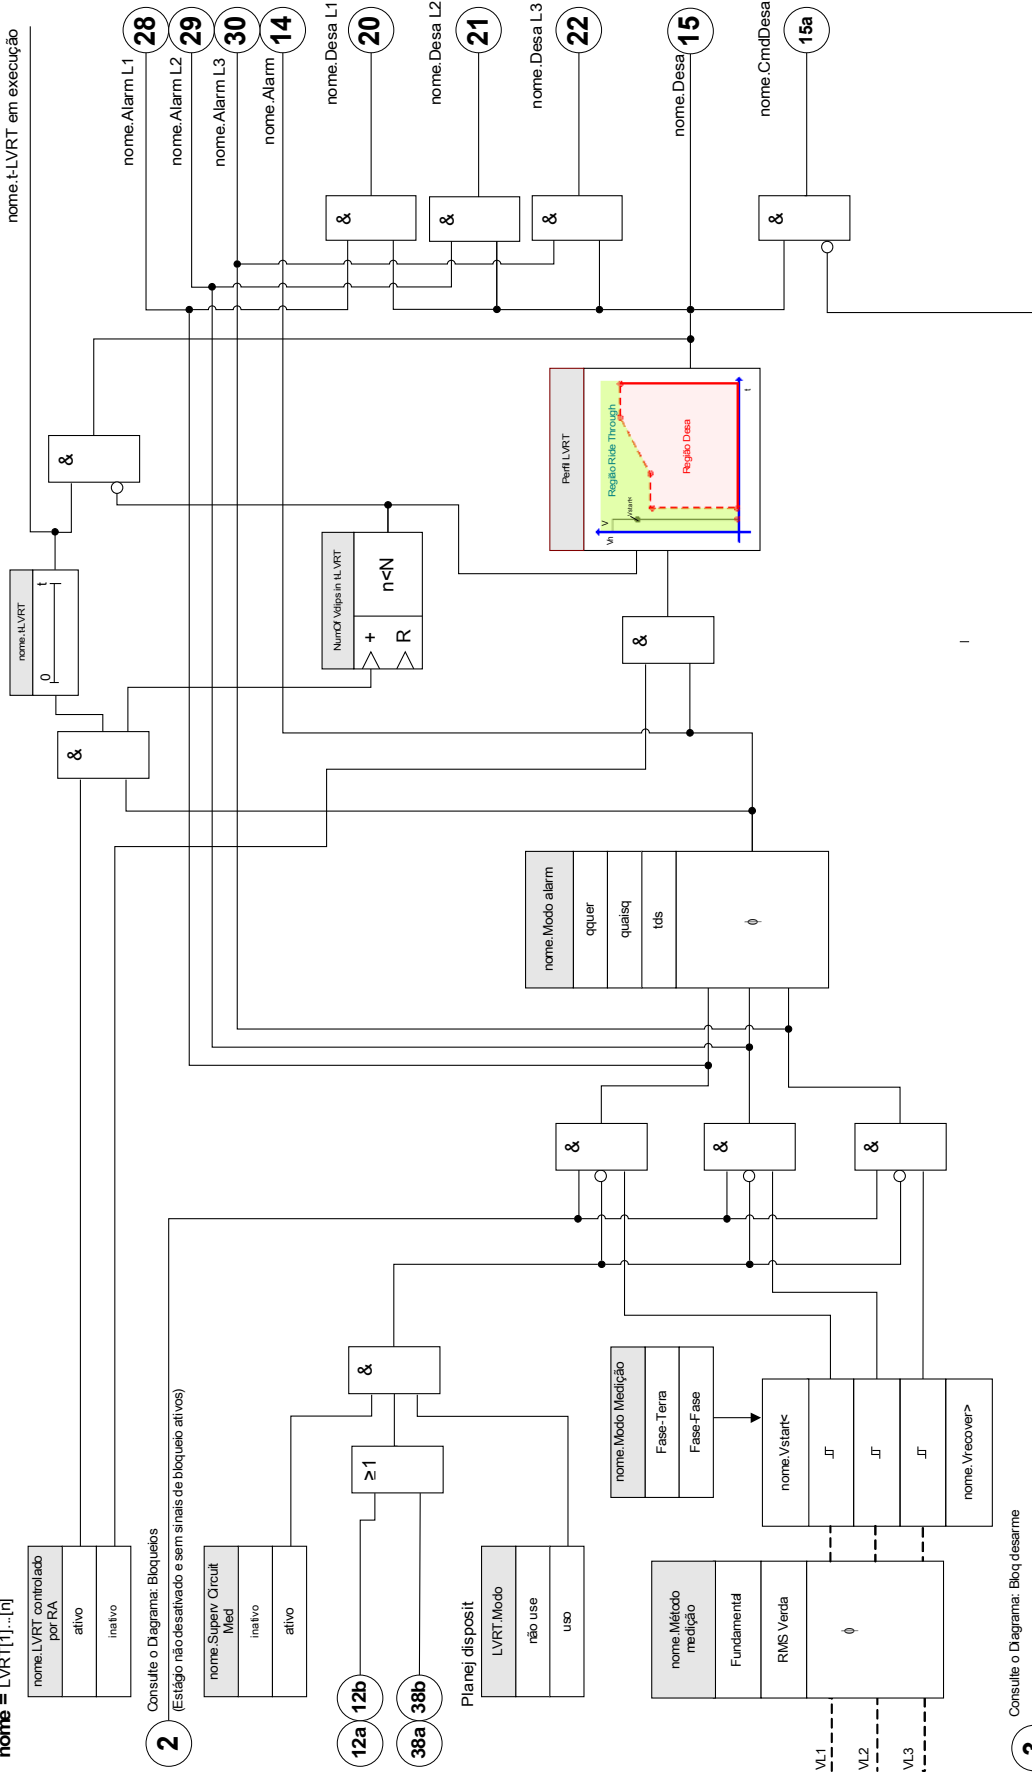 nome = LVRT[1]...[n]
nome.LVRT controlado
por RA
ativo
inativo
2
Consulte o Diagrama: Bloqueios
(Estágio não desativado e sem sinais de bloqueio ativos)
nome.Superv Circuit
Med
inativo
ativo
12a
12b
38a
38b
≥1
&
Planej disposit
LVRT.Modo
não use
uso
nome.Modo Medição
Fase-Terra
Fase-Fase
nome.Método
medição
Fundamental
RMS Verda
ϕ
VL1
VL2
VL3
nome.Vstart<
nome.Vrecover>
3
Consulte o Diagrama: Bloq desarme
&
&
&
nome.Modo alarm
qquer
quaisq
tds
ϕ
&
nome.t-LVRT
0
t
&
NumOf Vdips in t-LVRT
+
R
n<N
&
Perfil LVRT
Região Ride Through
Região Desa
Vn
V
Vstart<
t
&
&
&
&
nome.t-LVRT em execução
nome.Alarm L1
28
nome.Alarm L2
29
nome.Alarm L3
30
nome.Alarm
14
nome.Desa L1
20
nome.Desa L2
21
nome.Desa L3
22
nome.Desa
15
nome.CmdDesa
15a